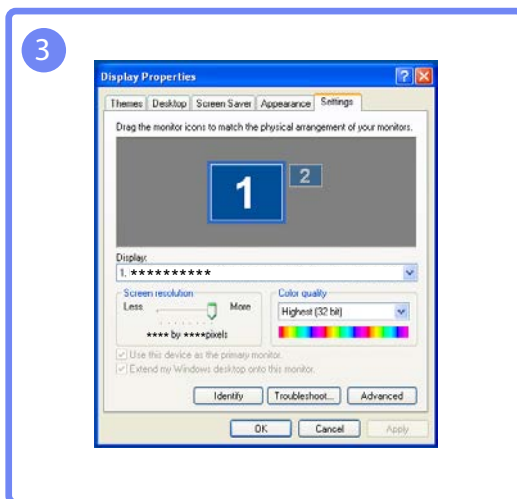 3
Display Properties
Themes Desktop Screen Saver Appearance Settings
Drag the monitor icons to match the physical arrangement of your monitors.
1 2
Display:
1. **********
Screen resolution Color quality
Less More Highest (32 bit)
**** by ****pixels
Use this device as the primary monitor.
Extend my Windows desktop onto this monitor.
Identify Troubleshoot... Advanced
OK Cancel Apply